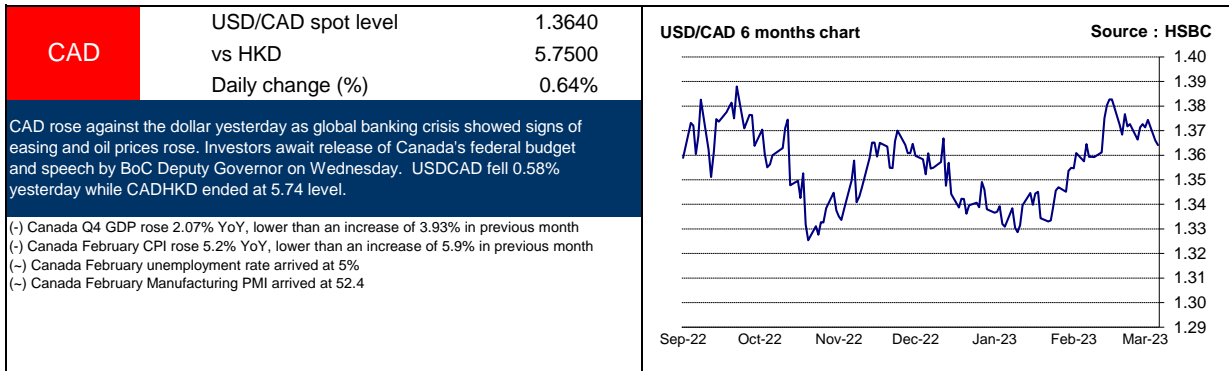 CAD
USD/CAD spot level 1.3640
vs HKD 5.7500
Daily change (%) 0.64%
CAD rose against the dollar yesterday as global banking crisis showed signs of
easing and oil prices rose. Investors await release of Canada's federal budget
and speech by BoC Deputy Governor on Wednesday.  USDCAD fell 0.58%
yesterday while CADHKD ended at 5.74 level.
(-) Canada Q4 GDP rose 2.07% YoY, lower than an increase of 3.93% in previous month
(-) Canada February CPI rose 5.2% YoY, lower than an increase of 5.9% in previous month
(~) Canada February unemployment rate arrived at 5%
(~) Canada February Manufacturing PMI arrived at 52.4
USD/CAD 6 months chart Source：HSBC
1.40
1.39
1.38
1.37
1.36
1.35
1.34
1.33
1.32
1.31
1.30
1.29
Sep-22 Oct-22 Nov-22 Dec-22 Jan-23 Feb-23 Mar-23